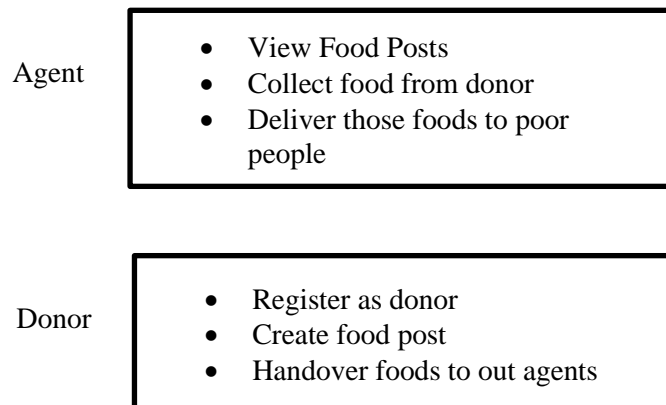 Agent
• View Food Posts
• Collect food from donor
• Deliver those foods to poor
people
Donor
• Register as donor
• Create food post
• Handover foods to out agents